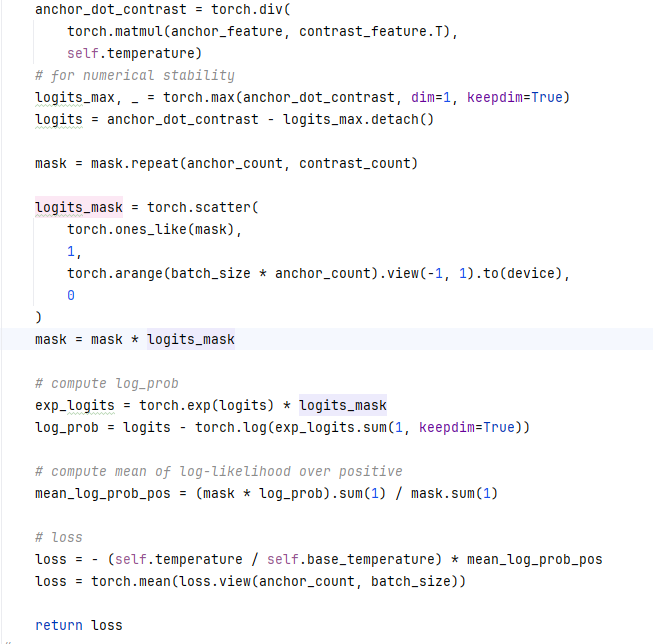 anchor_dot_contrast = torch.div(
torch.matmul(anchor_feature, contrast_feature.T),
self.temperature)
# for numerical stability
logits_max, _ = torch.max(anchor_dot_contrast, dim=1, keepdim=True)
logits = anchor_dot_contrast - logits_max.detach()
mask = mask.repeat(anchor_count, contrast_count)
logits_mask = torch.scatter(
torch.ones_like(mask),
1,
torch.arange(batch_size * anchor_count).view(-1, 1).to(device),
0
)
mask = mask * logits_mask
# compute log_prob
exp_logits = torch.exp(logits) * logits_mask
log_prob = logits - torch.log(exp_logits.sum(1, keepdim=True))
# compute mean of log-likelihood over positive
mean_log_prob_pos = (mask * log_prob).sum(1) / mask.sum(1)
# loss
loss = - (self.temperature / self.base_temperature) * mean_log_prob_pos
loss = torch.mean(loss.view(anchor_count, batch_size))
return loss